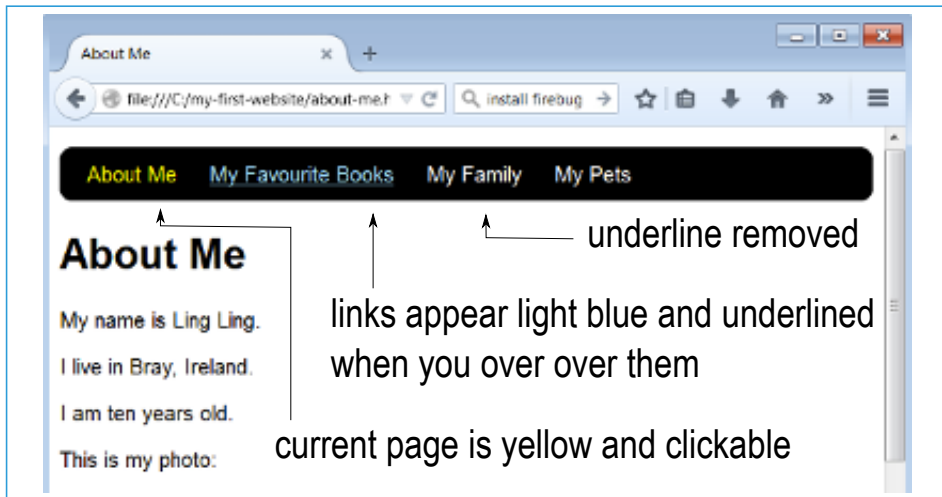 About Me
file:///C:/my-first-website/about-me.h
install firebug
About Me My Favourite Books My Family My Pets
underline removed
About Me
My name is Ling Ling.
links appear light blue and underlined
when you over over them
I live in Bray, Ireland.
I am ten years old.
current page is yellow and clickable
This is my photo: